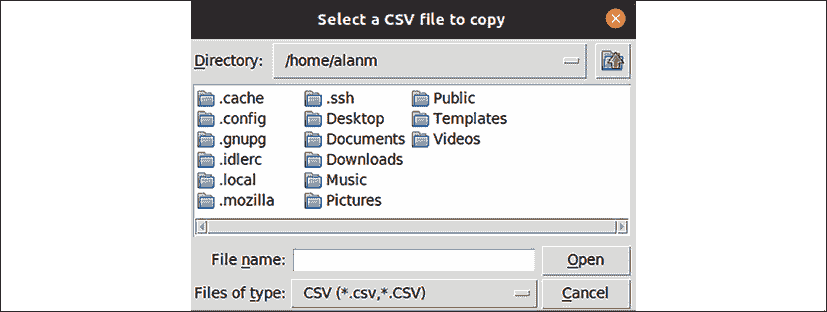 Select a CSV file to copy
Directory: /home/alanm
.cache .ssh Public
.config Desktop Templates
.gnupg Documents Videos
.idlerc Downloads
.local Music
.mozilla Pictures
File name: Open
Files of type: CSV (*.csv,*.CSV) Cancel